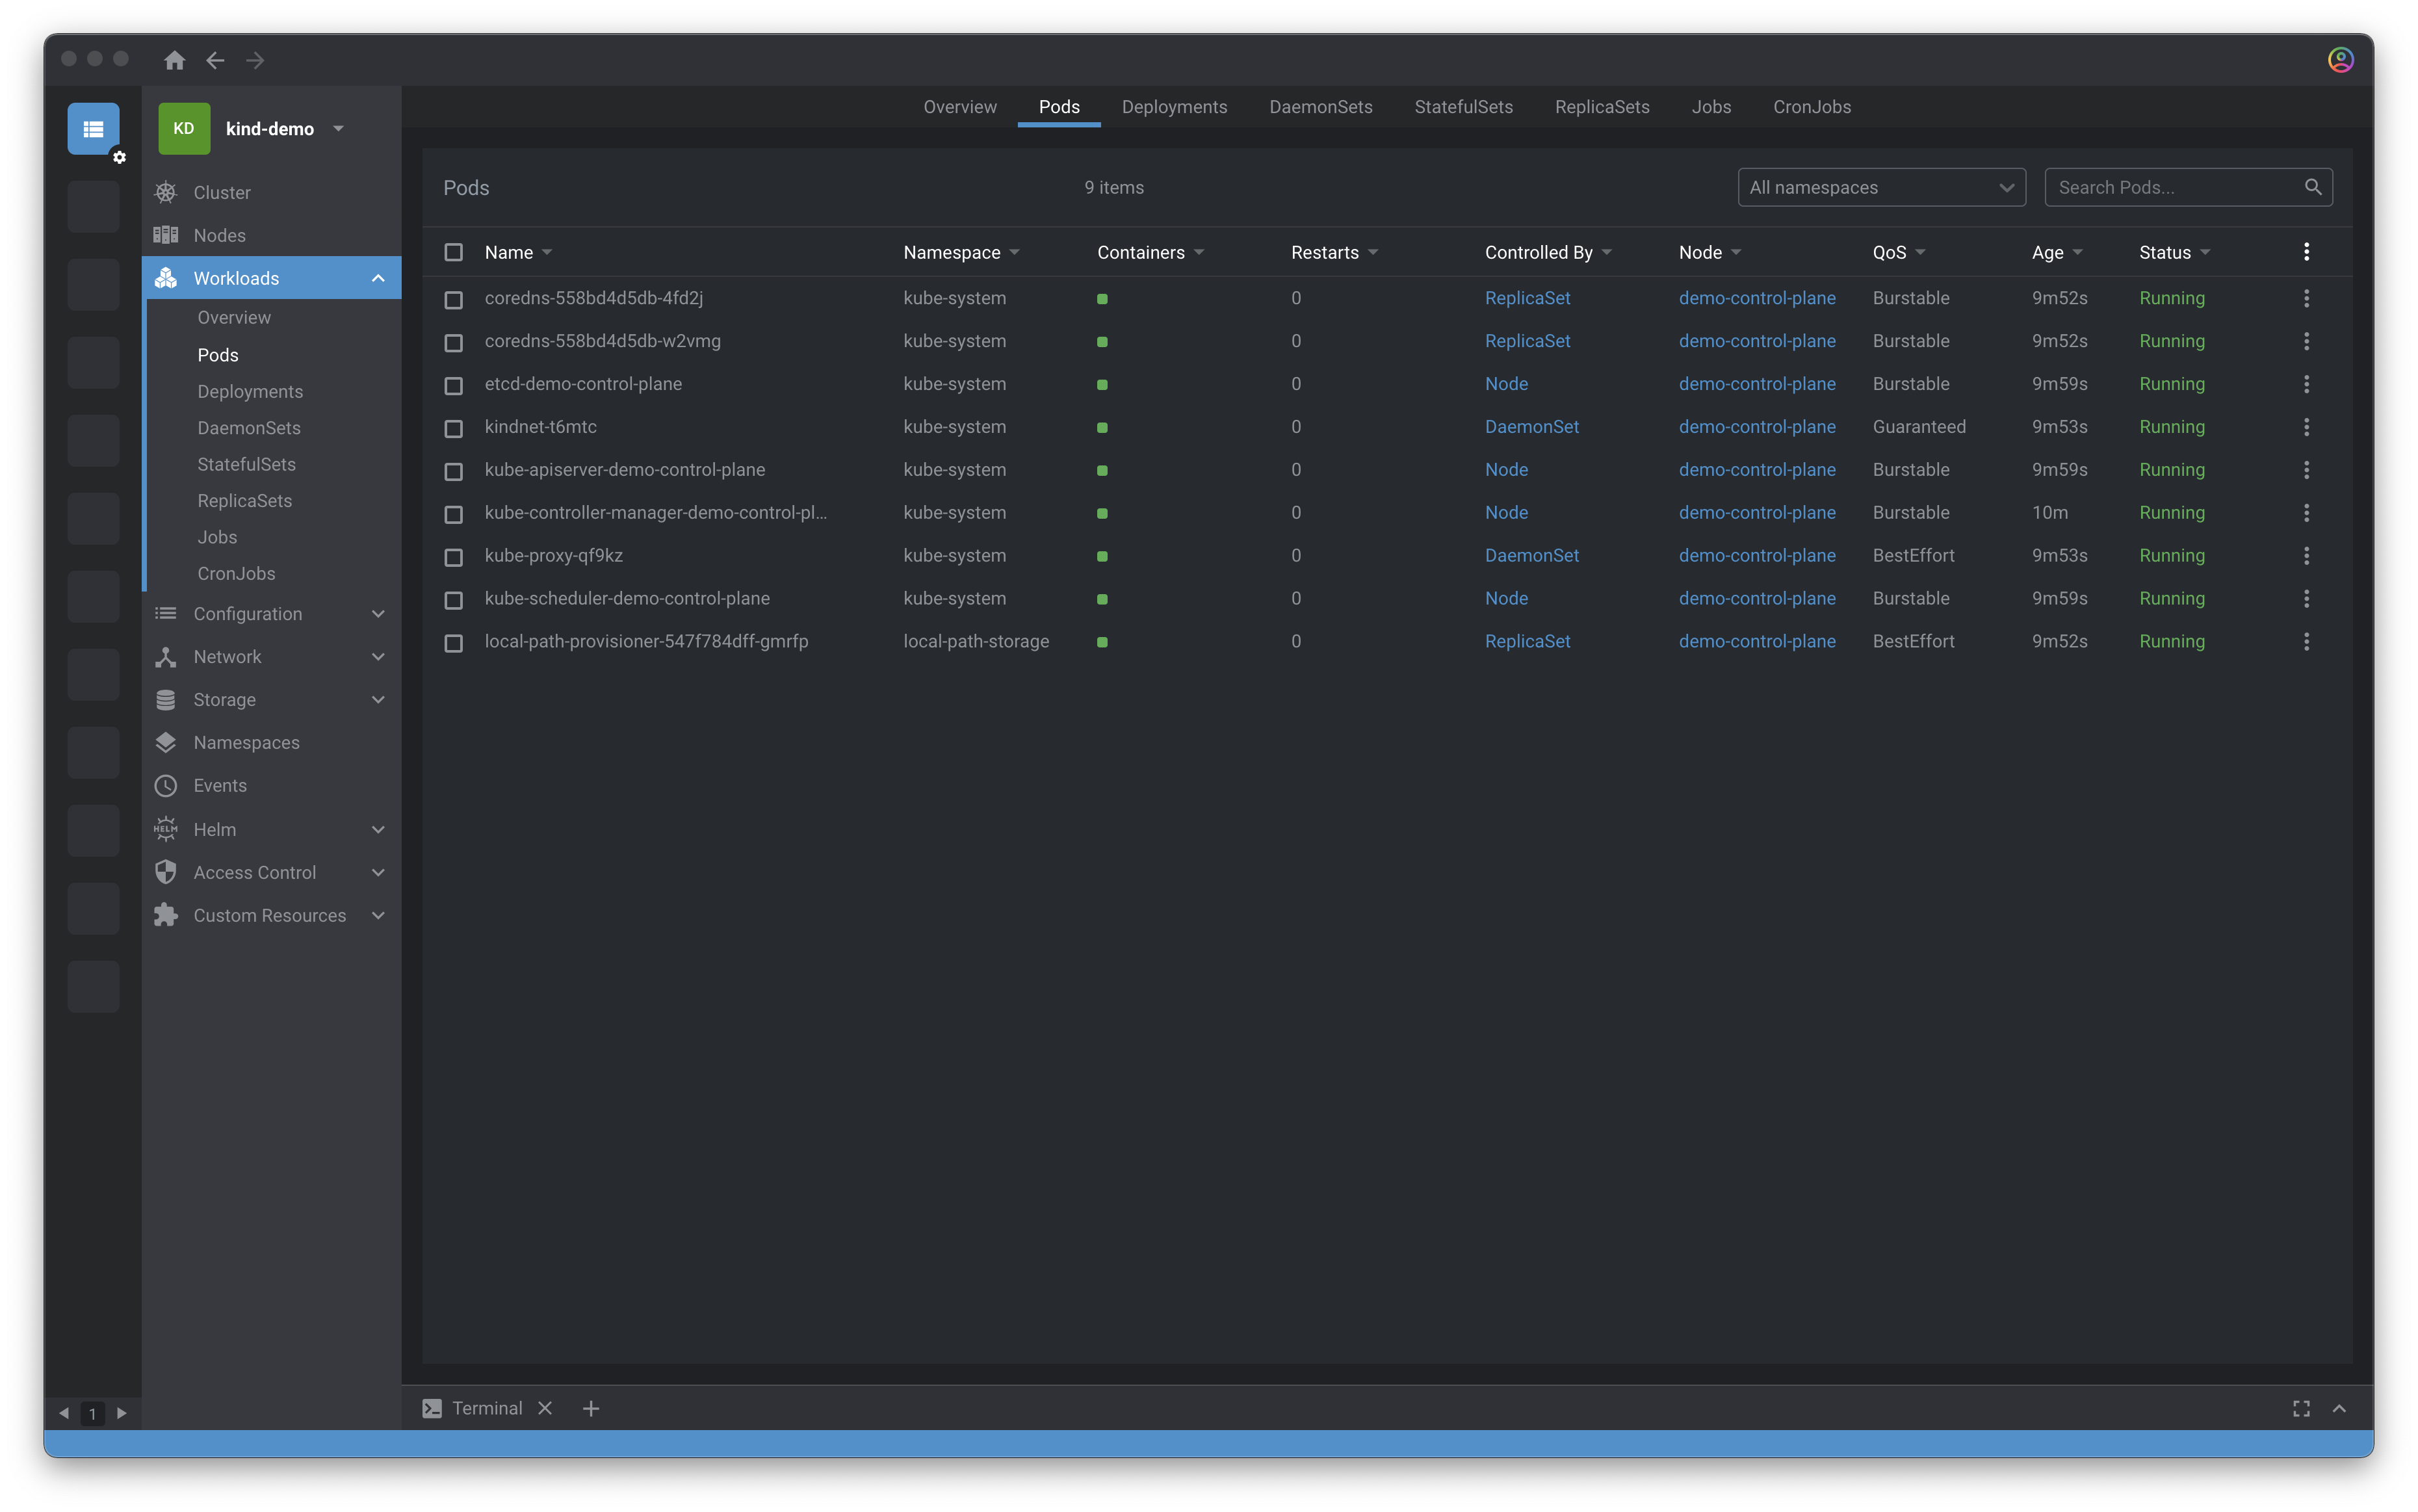 KD kind-demo
Cluster
Nodes
Workloads
Overview
Pods
Deployments
DaemonSets
StatefulSets
ReplicaSets
Jobs
CronJobs
Configuration
Network
Storage
Namespaces
Events
HELM Helm
Access Control
Custom Resources
1
Overview Pods Deployments DaemonSets StatefulSets ReplicaSets Jobs CronJobs
Pods 9 items All namespaces Search Pods...
Name Namespace Containers Restarts Controlled By Node QoS Age Status
coredns-558bd4d5db-4fd2j kube-system 0 ReplicaSet demo-control-plane Burstable 9m52s Running
coredns-558bd4d5db-w2vmg kube-system 0 ReplicaSet demo-control-plane Burstable 9m52s Running
etcd-demo-control-plane kube-system 0 Node demo-control-plane Burstable 9m59s Running
kindnet-t6mtc kube-system 0 DaemonSet demo-control-plane Guaranteed 9m53s Running
kube-apiserver-demo-control-plane kube-system 0 Node demo-control-plane Burstable 9m59s Running
kube-controller-manager-demo-control-pl... kube-system 0 Node demo-control-plane Burstable 10m Running
kube-proxy-qf9kz kube-system 0 DaemonSet demo-control-plane BestEffort 9m53s Running
kube-scheduler-demo-control-plane kube-system 0 Node demo-control-plane Burstable 9m59s Running
local-path-provisioner-547f784dff-gmrfp local-path-storage 0 ReplicaSet demo-control-plane BestEffort 9m52s Running
Terminal